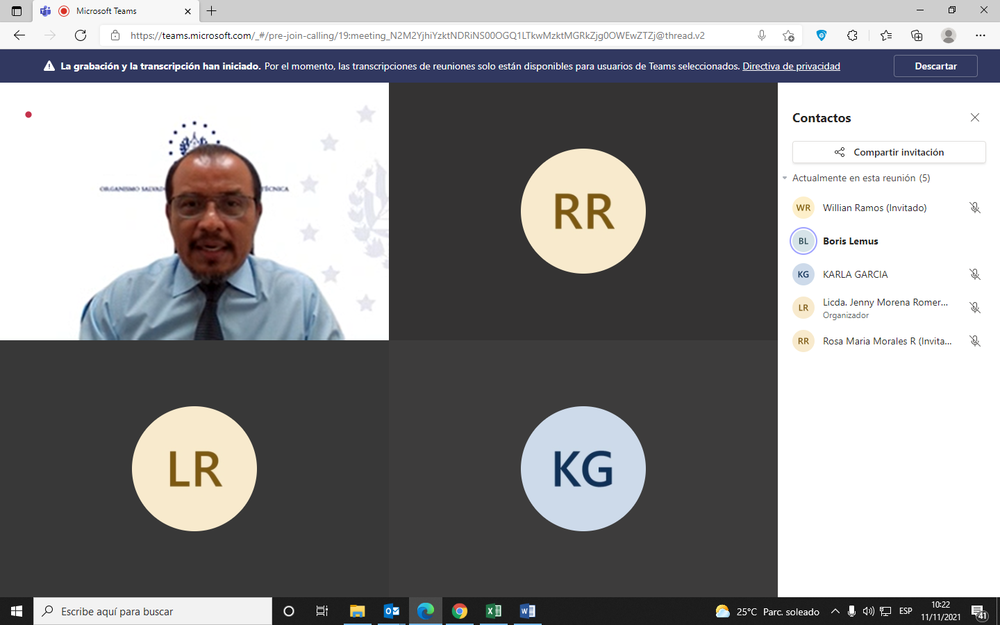 Microsoft Teams
https://teams.microsoft.com/_#/pre-join-calling/19:meeting_N2M2YjhiYzktNDRiNS00OGQ1LTkwMzktMGRkZjg0OWEwZTZj@thread.v2
La grabación y la transcripción han iniciado. Por el momento, las transcripciones de reuniones solo están disponibles para usuarios de Teams seleccionados. Directiva de privacidad
Descartar
ORGANISMO SALVAD
TÉCNICA
RR
LR
KG
Contactos
Compartir invitación
Actualmente en esta reunión (5)
WR Willian Ramos (Invitado)
BL Boris Lemus
KG KARLA GARCIA
LR Licda. Jenny Morena Romer...
Organizador
RR Rosa Maria Morales R (Invita...
Escribe aquí para buscar
25°C Parc. soleado
ESP
10:22
11/11/2021
41